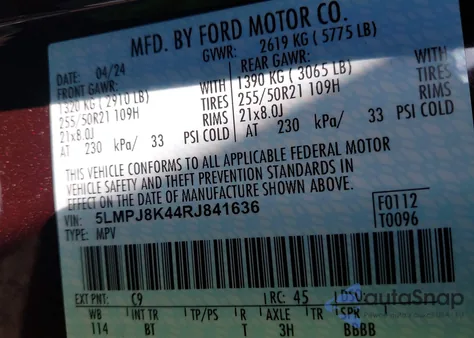 MFD. BY FORD MOTOR CO.
DATE: 04/24 GVWR: 2619 KG ( 5775 LB)
FRONT GAWR: WITH REAR GAWR: WITH
1320 KG ( 2910 LB) TIRES 1390 KG ( 3065 LB) TIRES
255/50R21 109H RIMS 255/50R21 109H RIMS
21x8.0J 21x8.0J
AT 230 kPa/ 33 PSI COLD AT 230 kPa/ 33 PSI COLD
THIS VEHICLE CONFORMS TO ALL APPLICABLE FEDERAL MOTOR
VEHICLE SAFETY AND THEFT PREVENTION STANDARDS IN
EFFECT ON THE DATE OF MANUFACTURE SHOWN ABOVE.
VIN: 5LMPJ8K44RJ841636 F0112
TYPE: MPV T0096
EXT PNT: C9 RC: 45 DSO:
WB INT TR TP/PS R AXLE TR SPR
114 BT T 3H BBBB
autoSnap